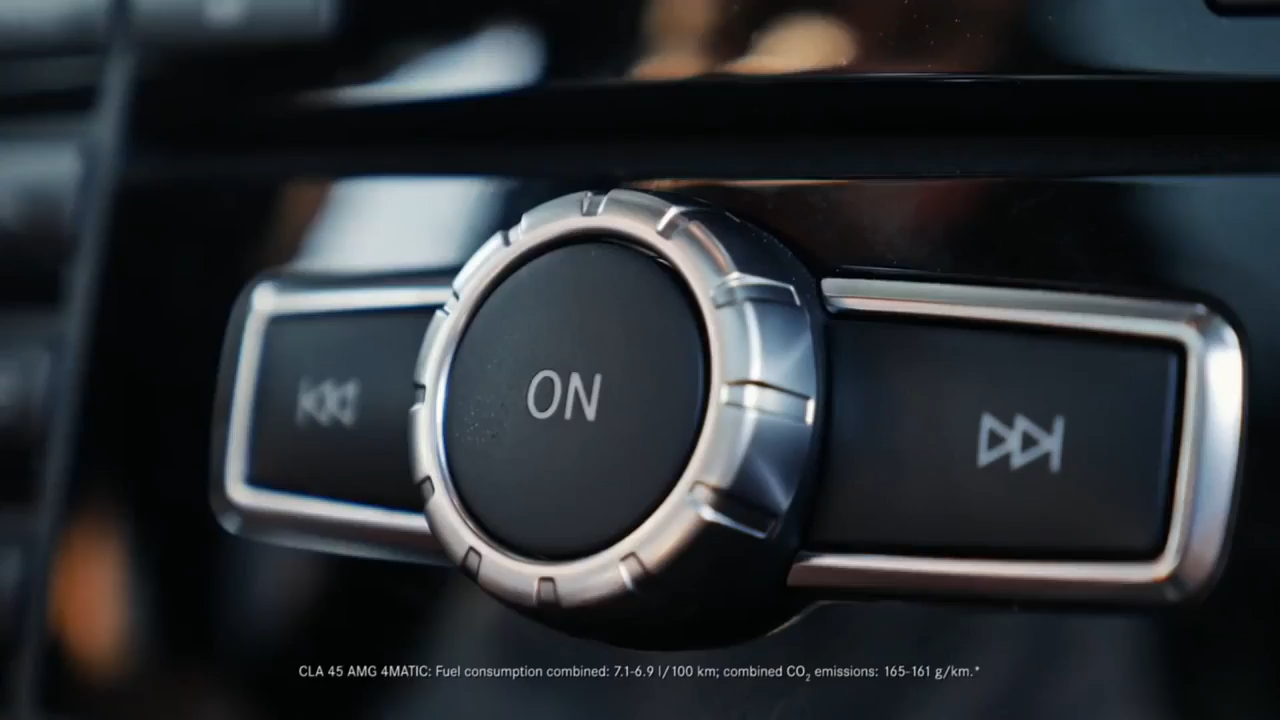 ON
CLA 45 AMG 4MATIC: Fuel consumption combined: 7.1-6.9 l/100 km; combined CO₂ emissions: 165-161 g/km.*